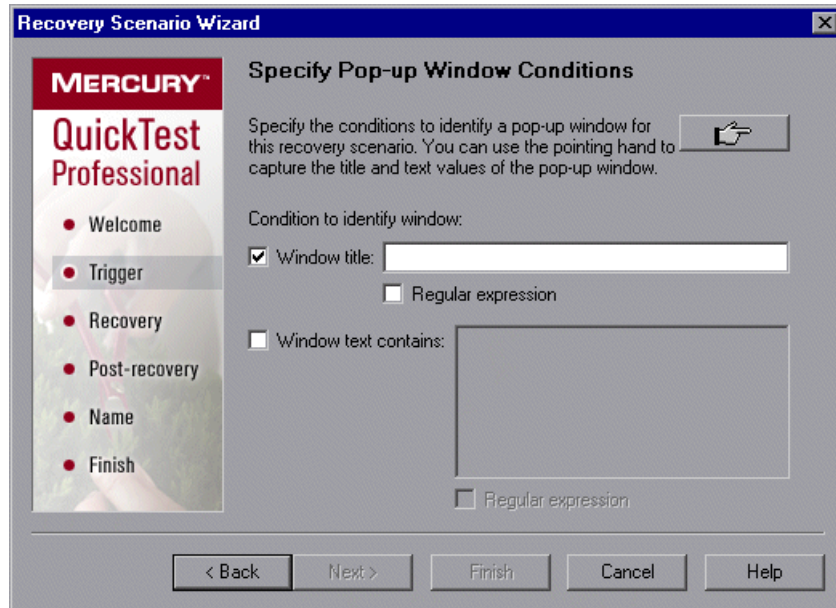 Recovery Scenario Wizard
MERCURY™
QuickTest
Professional
Welcome
Trigger
Recovery
Post-recovery
Name
Finish
Specify Pop-up Window Conditions
Specify the conditions to identify a pop-up window for
this recovery scenario. You can use the pointing hand to
capture the title and text values of the pop-up window.
Condition to identify window:
Window title:
Regular expression
Window text contains:
Regular expression
< Back
Next >
Finish
Cancel
Help